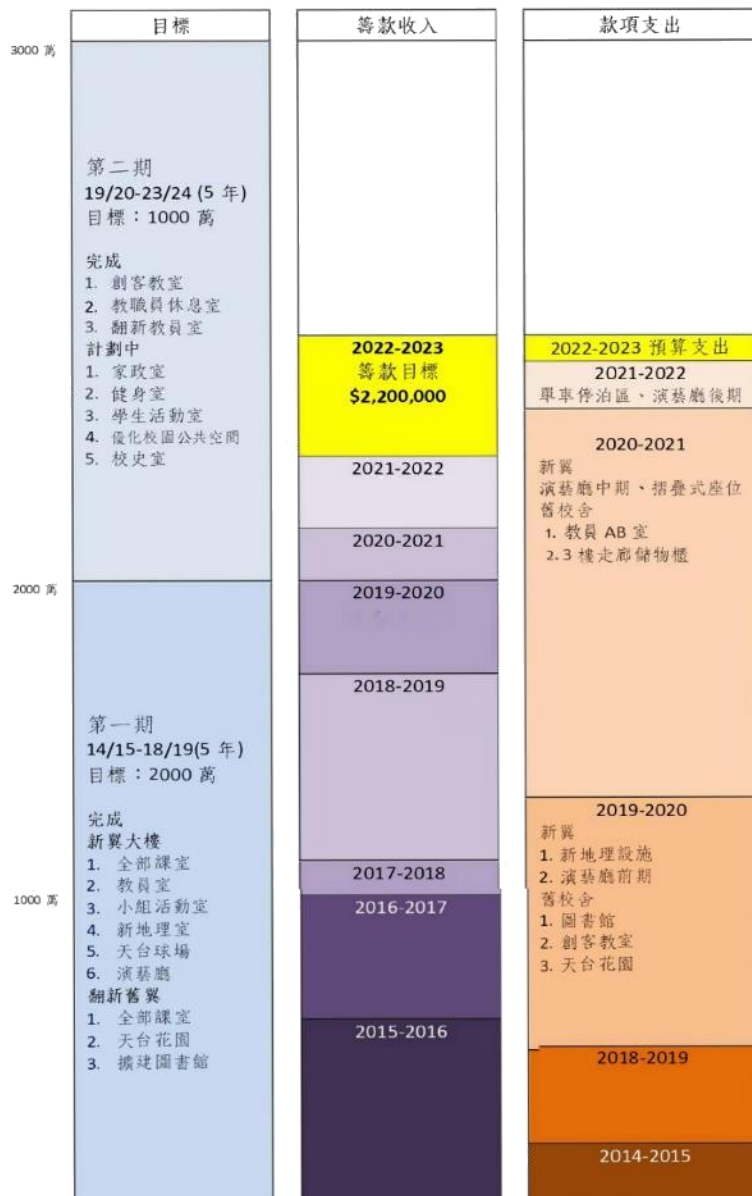 目標
3000 萬
第二期
19/20-23/24 (5 年)
目標：1000 萬
完成
1. 創客教室
2. 教職員休息室
3. 翻新教員室
計劃中
1. 家政室
2. 健身室
3. 學生活動室
4. 優化校園公共空間
5. 校史室
2000 萬
第一期
14/15-18/19(5 年)
目標：2000 萬
完成
新翼大樓
1. 全部課室
2. 教員室
3. 小組活動室
4. 新地理室
5. 天台球場
6. 演藝廳
翻新舊翼
1. 全部課室
2. 天台花園
3. 擴建圖書館
1000 萬
籌款收入
2022-2023
籌款目標
$2,200,000
2021-2022
2020-2021
2019-2020
2018-2019
2017-2018
2016-2017
2015-2016
款項支出
2022-2023 預算支出
2021-2022
單車停泊區、演藝廳後期
2020-2021
新翼
演藝廳中期、摺疊式座位
舊校舍
1. 教員 AB 室
2. 3 樓走廊儲物櫃
2019-2020
新翼
1. 新地理設施
2. 演藝廳前期
舊校舍
1. 圖書館
2. 創客教室
3. 天台花園
2018-2019
2014-2015